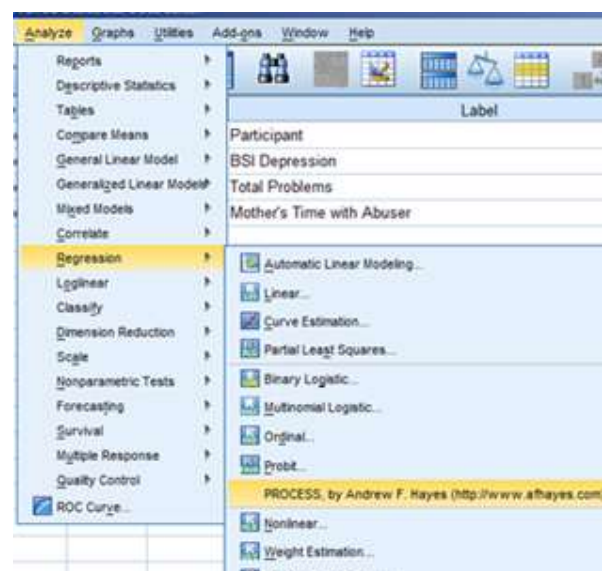 Analyze Graphs Utilities Add-ons Window Help
Reports
Descriptive Statistics
Tables
Compare Means
General Linear Model
Generalized Linear Models
Mixed Models
Correlate
Regression
Loglinear
Classify
Dimension Reduction
Scale
Nonparametric Tests
Forecasting
Survival
Multiple Response
Quality Control
ROC Curve...
Label
Participant
BSI Depression
Total Problems
Mother's Time with Abuser
Automatic Linear Modeling...
Linear...
Curve Estimation...
Partial Least Squares...
Binary Logistic...
Multinomial Logistic...
Ordinal...
Probit...
PROCESS, by Andrew F. Hayes (http://www.afhayes.com
Nonlinear...
Weight Estimation...